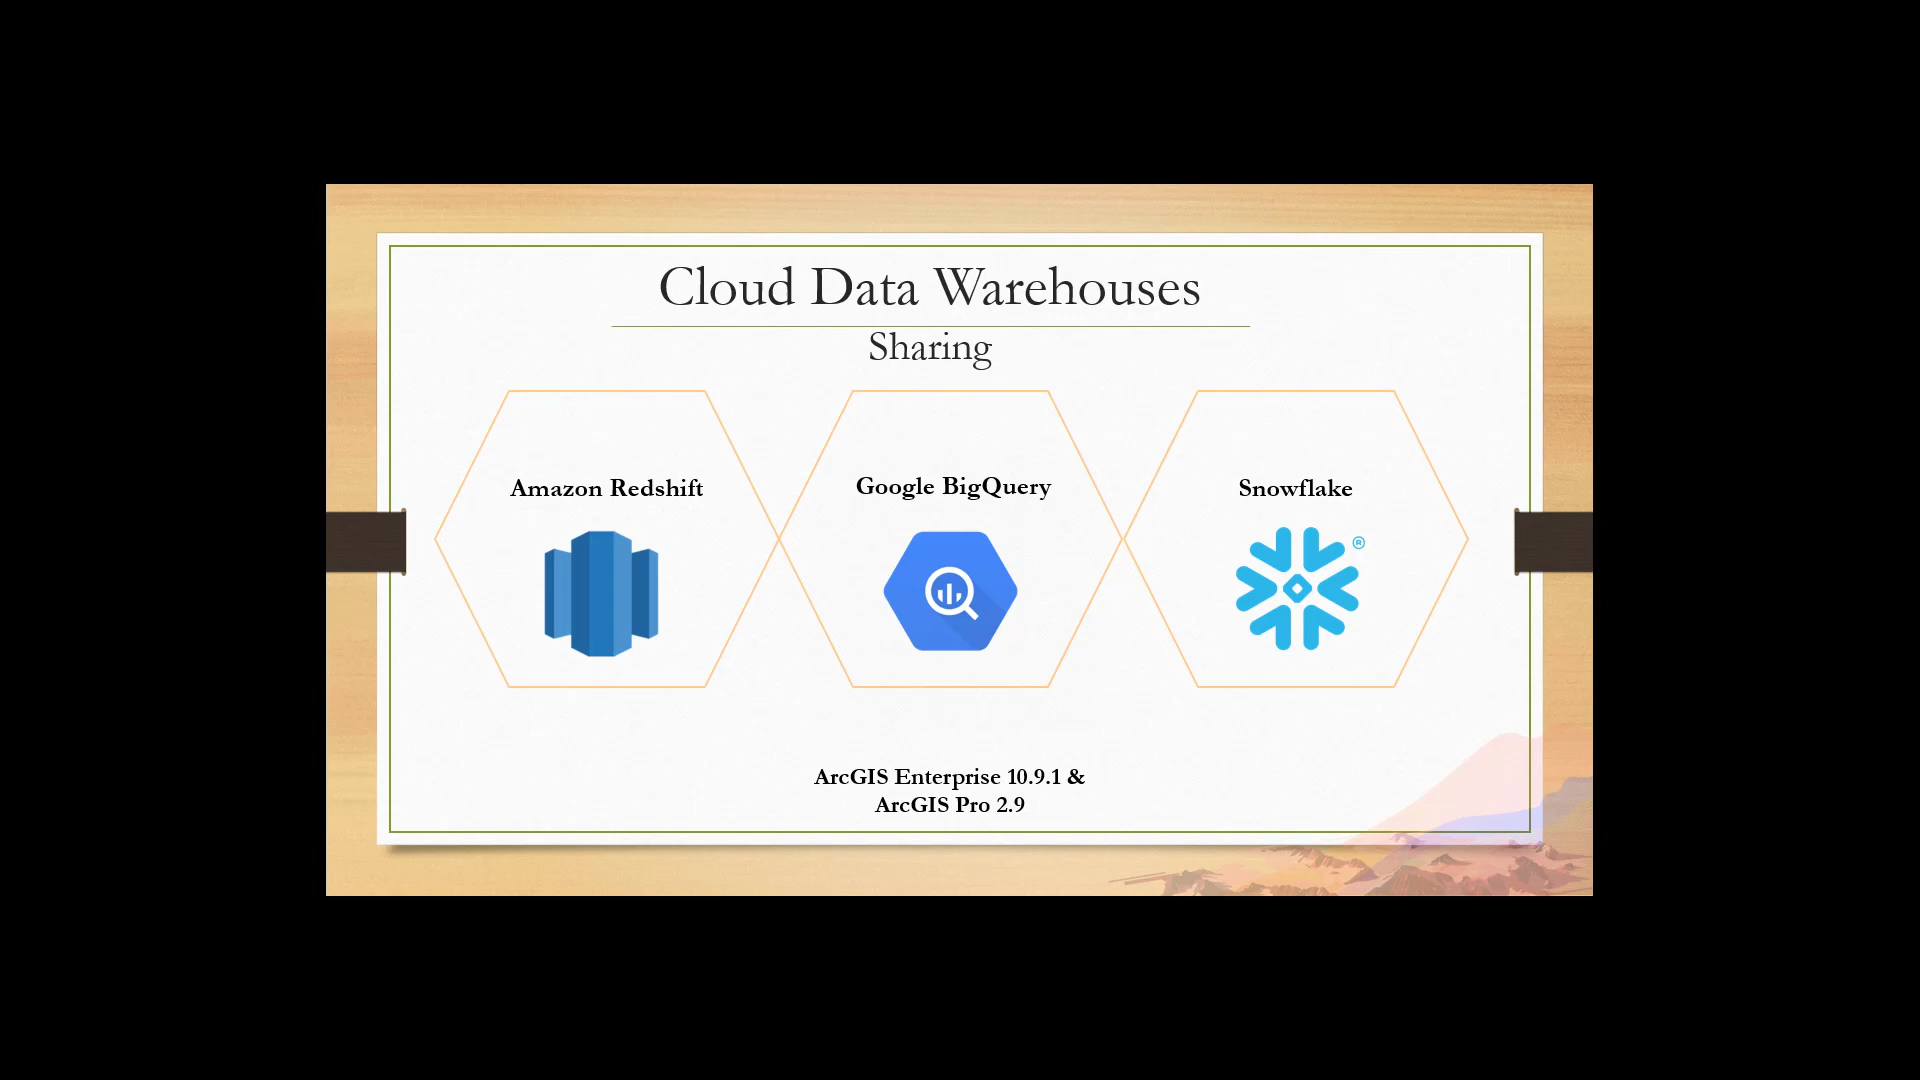 Cloud Data Warehouses
Sharing
Amazon Redshift
Google BigQuery
Snowflake
®
ArcGIS Enterprise 10.9.1 &
ArcGIS Pro 2.9